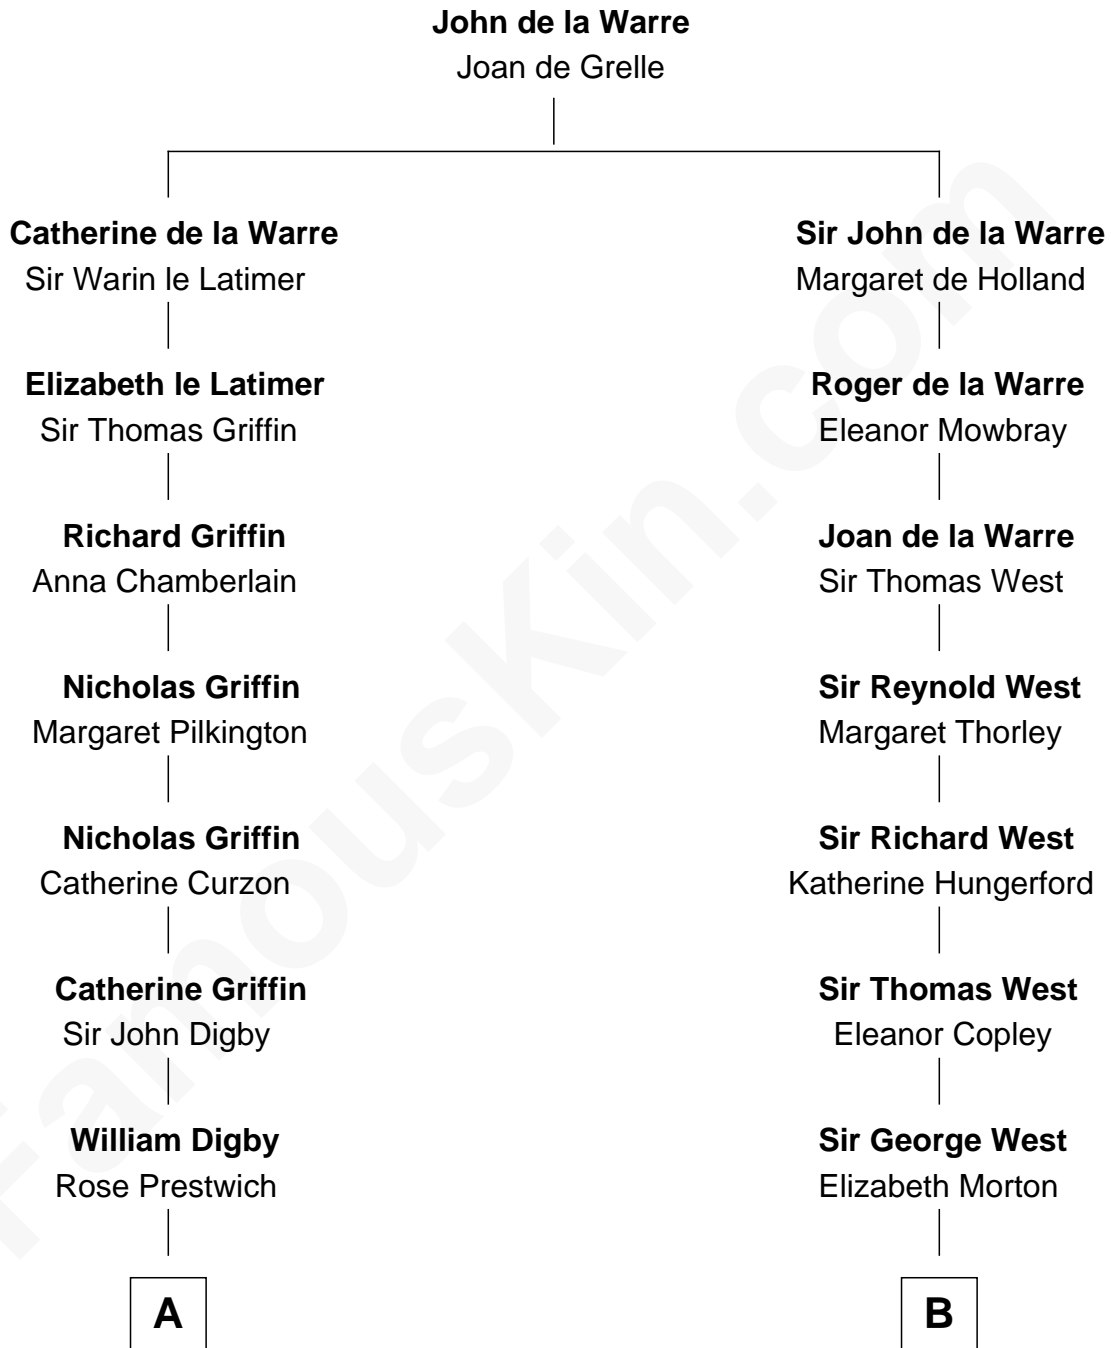 John de la Warre
Joan de Grelle
Catherine de la Warre
Sir Warin le Latimer
Elizabeth le Latimer
Sir Thomas Griffin
Richard Griffin
Anna Chamberlain
Nicholas Griffin
Margaret Pilkington
Nicholas Griffin
Catherine Curzon
Catherine Griffin
Sir John Digby
William Digby
Rose Prestwich
A
Sir John de la Warre
Margaret de Holland
Roger de la Warre
Eleanor Mowbray
Joan de la Warre
Sir Thomas West
Sir Reynold West
Margaret Thorley
Sir Richard West
Katherine Hungerford
Sir Thomas West
Eleanor Copley
Sir George West
Elizabeth Morton
B
FamousKin.com